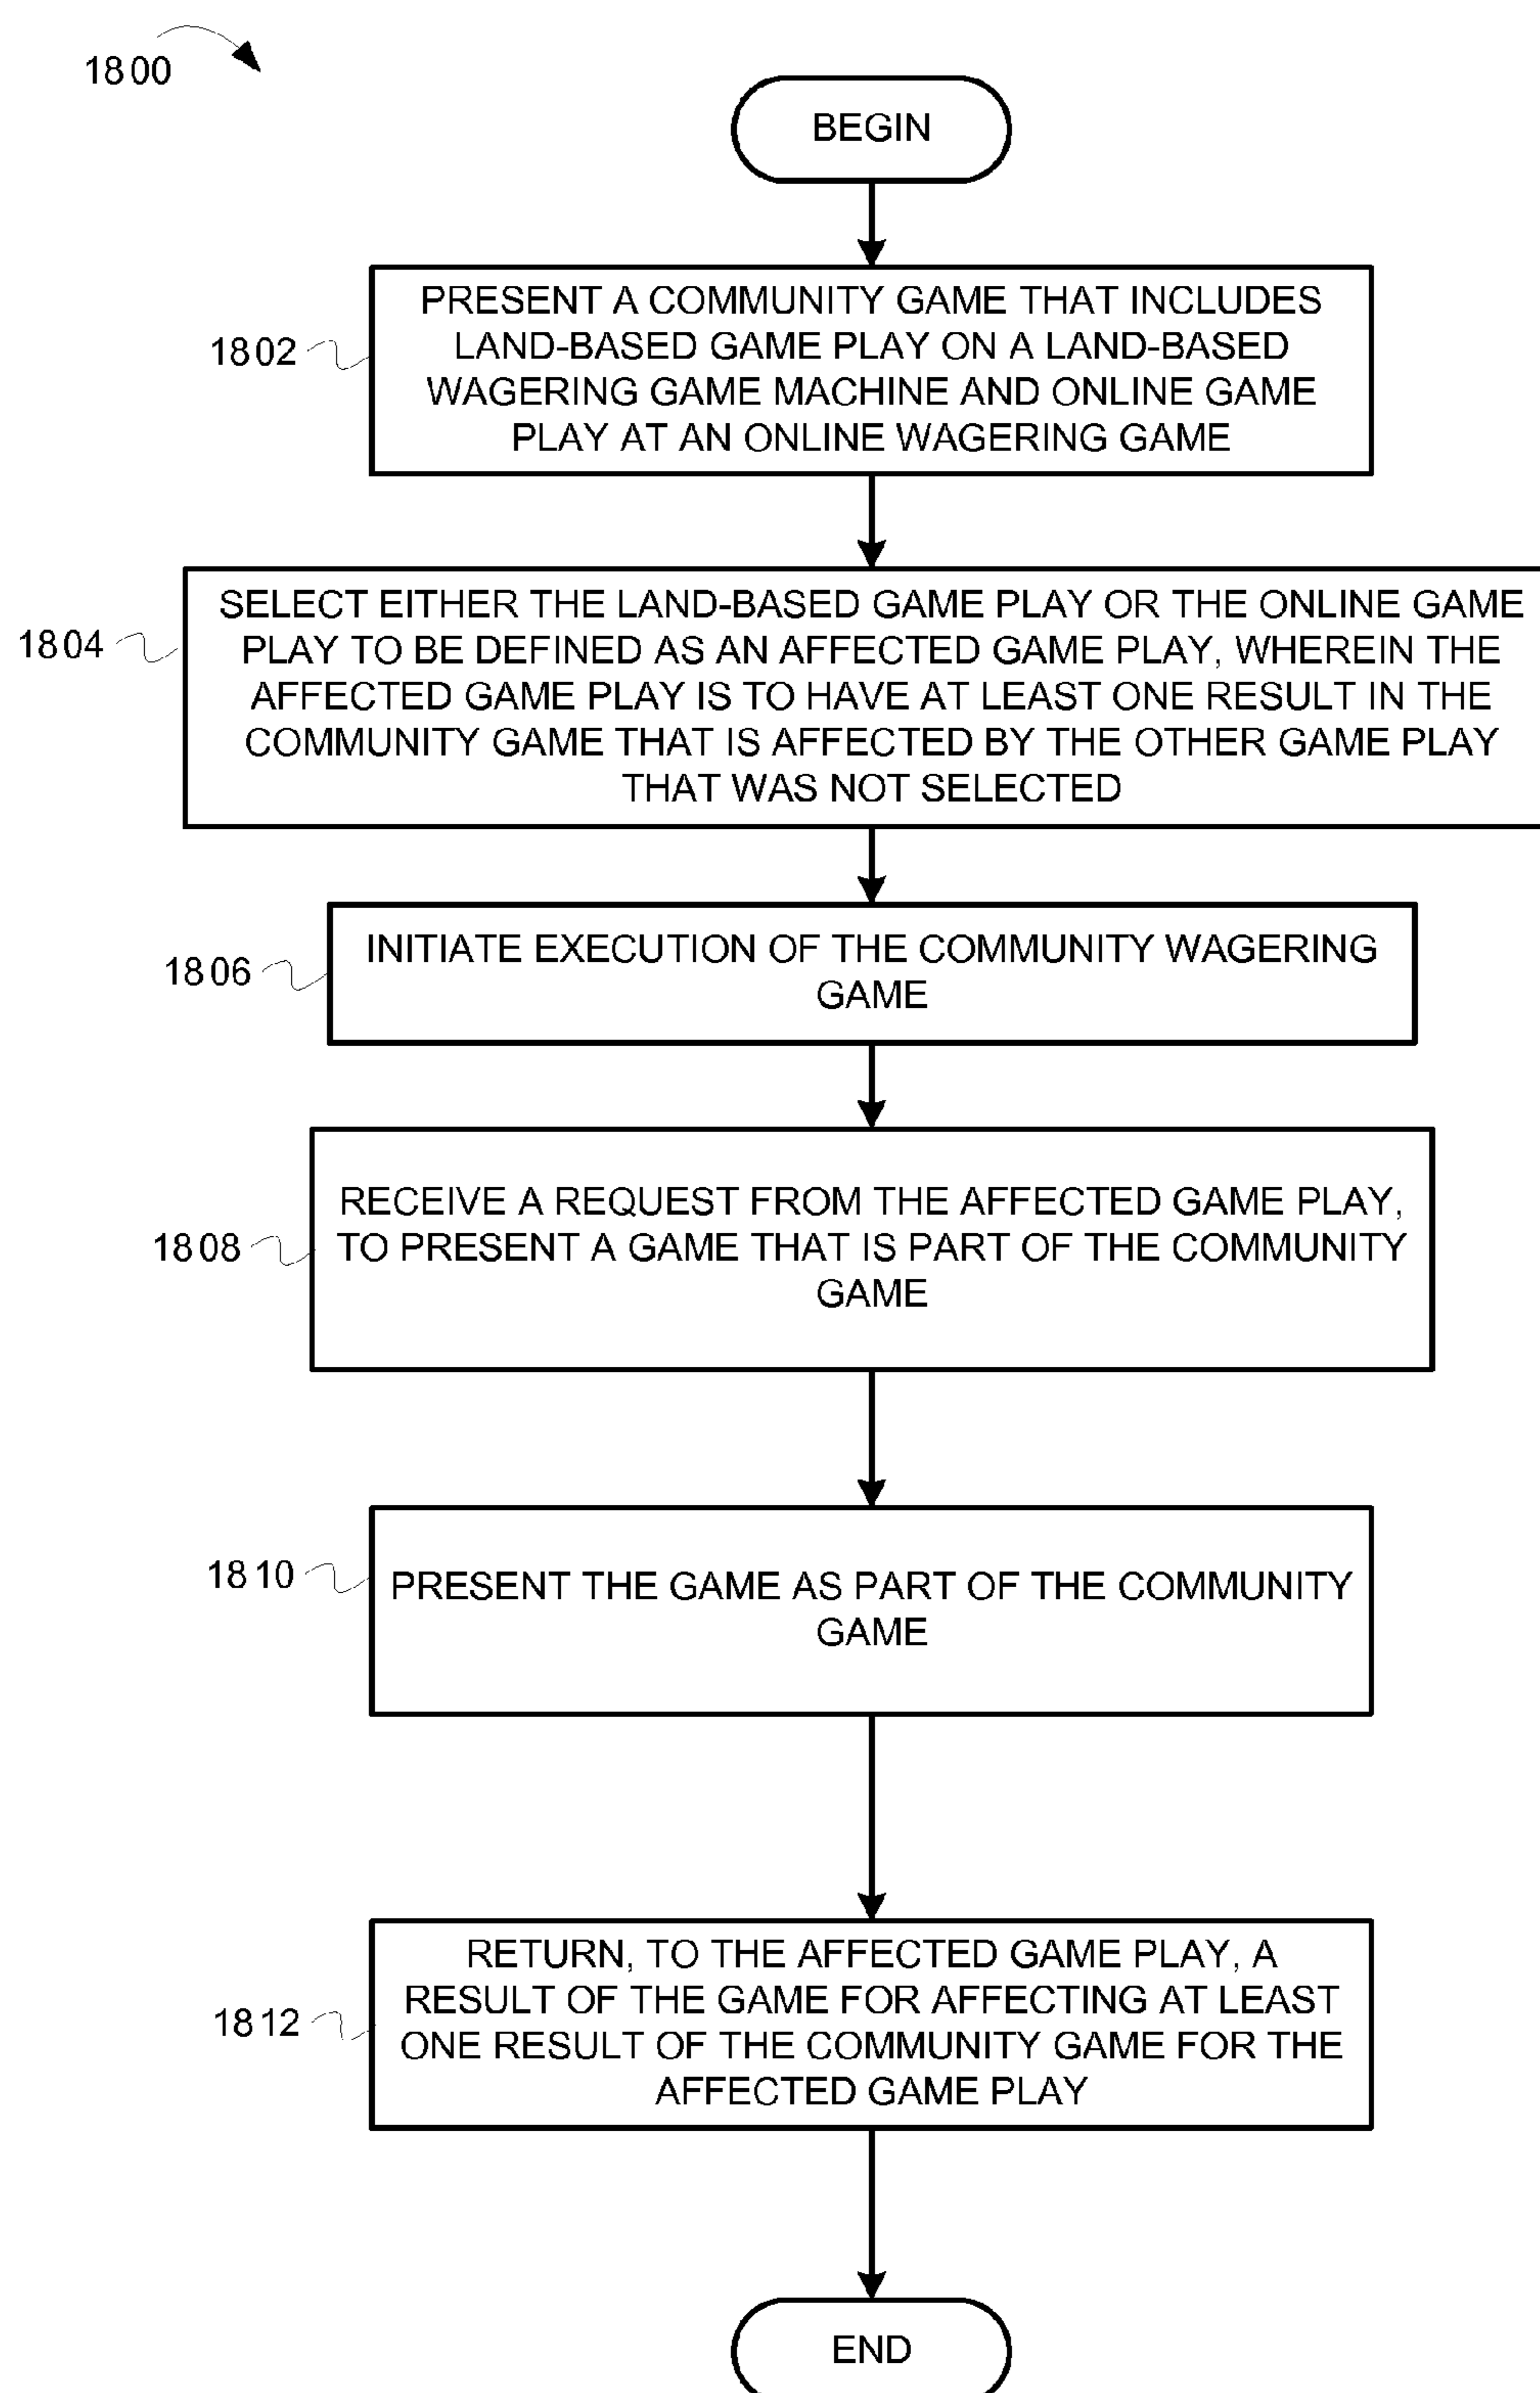 1800
BEGIN
1802
PRESENT A COMMUNITY GAME THAT INCLUDES
LAND-BASED GAME PLAY ON A LAND-BASED
WAGERING GAME MACHINE AND ONLINE GAME
PLAY AT AN ONLINE WAGERING GAME
1804
SELECT EITHER THE LAND-BASED GAME PLAY OR THE ONLINE GAME
PLAY TO BE DEFINED AS AN AFFECTED GAME PLAY, WHEREIN THE
AFFECTED GAME PLAY IS TO HAVE AT LEAST ONE RESULT IN THE
COMMUNITY GAME THAT IS AFFECTED BY THE OTHER GAME PLAY
THAT WAS NOT SELECTED
1806
INITIATE EXECUTION OF THE COMMUNITY WAGERING
GAME
1808
RECEIVE A REQUEST FROM THE AFFECTED GAME PLAY,
TO PRESENT A GAME THAT IS PART OF THE COMMUNITY
GAME
1810
PRESENT THE GAME AS PART OF THE COMMUNITY
GAME
1812
RETURN, TO THE AFFECTED GAME PLAY, A
RESULT OF THE GAME FOR AFFECTING AT LEAST
ONE RESULT OF THE COMMUNITY GAME FOR THE
AFFECTED GAME PLAY
END